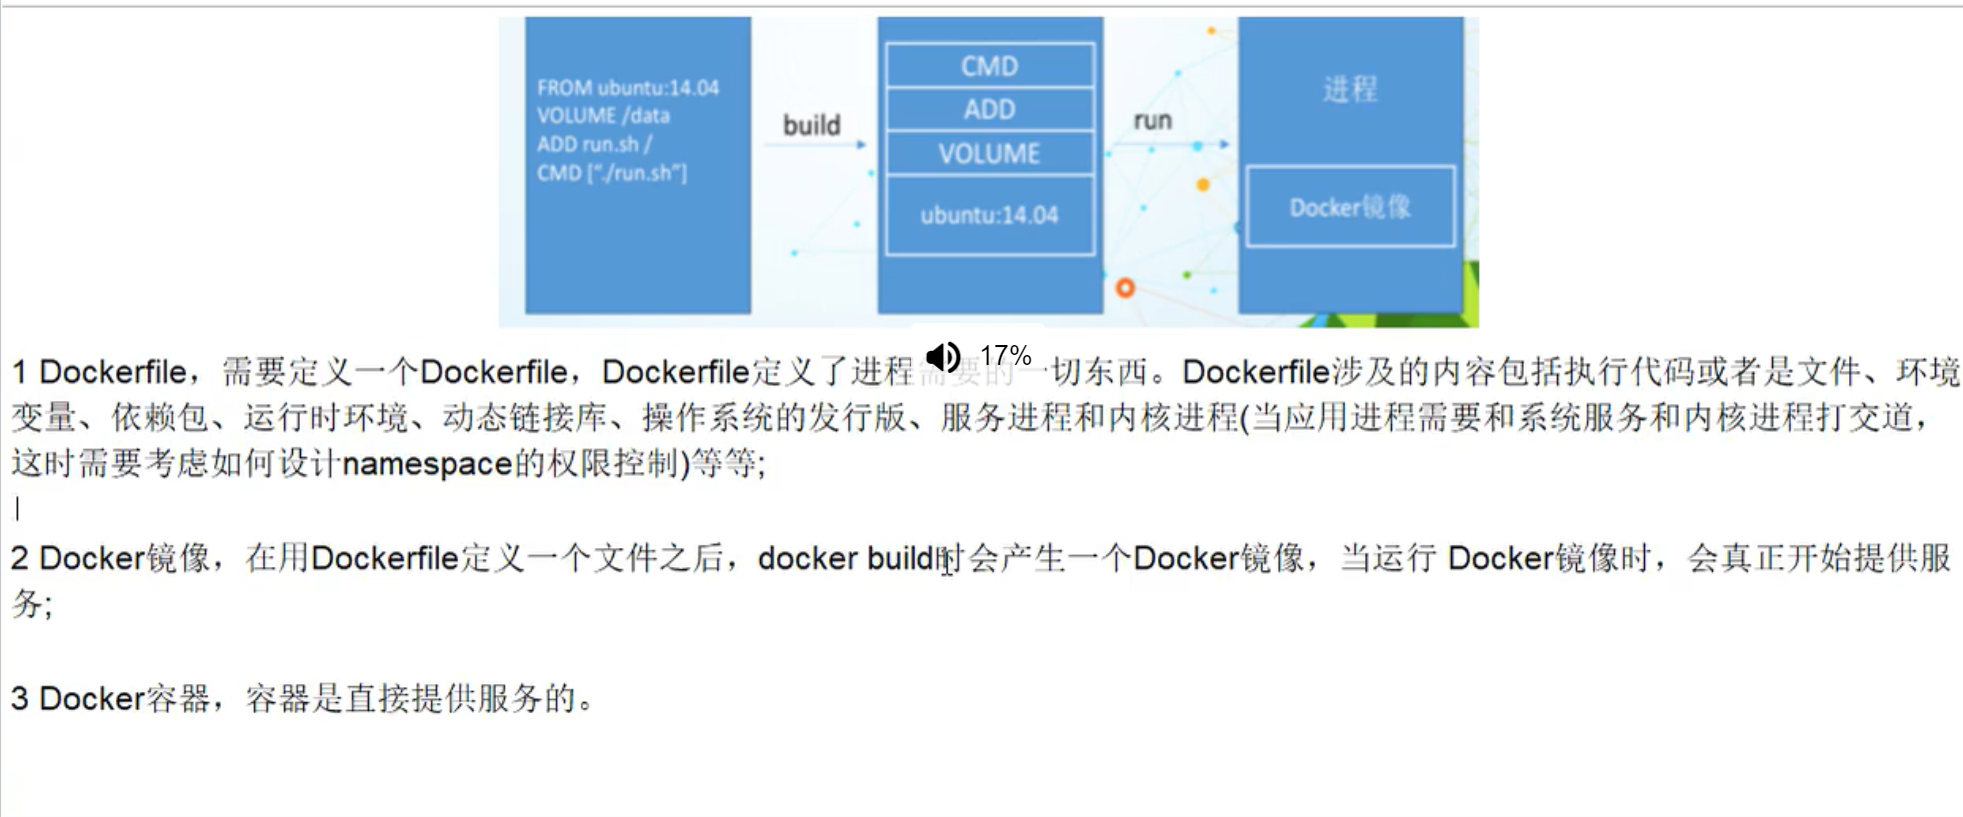 FROM ubuntu:14.04
VOLUME /data
ADD run.sh /
CMD ["./run.sh"]
build
CMD
ADD
VOLUME
ubuntu:14.04
run
进程
Docker镜像
17%
1 Dockerfile，需要定义一个Dockerfile，Dockerfile定义了进程需要的一切东西。Dockerfile涉及的内容包括执行代码或者是文件、环境
变量、依赖包、运行时环境、动态链接库、操作系统的发行版、服务进程和内核进程(当应用进程需要和系统服务和内核进程打交道，
这时需要考虑如何设计namespace的权限控制)等等;
2 Docker镜像，在用Dockerfile定义一个文件之后，docker build时会产生一个Docker镜像，当运行 Docker镜像时，会真正开始提供服
务;
3 Docker容器，容器是直接提供服务的。